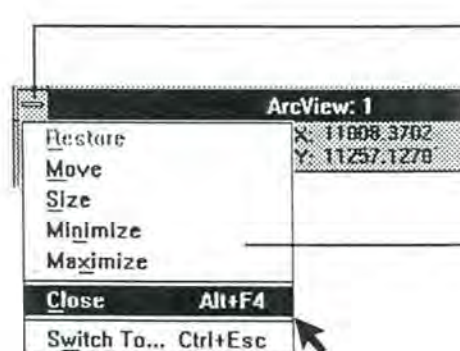 ArcView: 1
X: 11008.3702
Y: 11257.1270
Restore
Move
Size
Minimize
Maximize
Close Alt+F4
Switch To... Ctrl+Esc